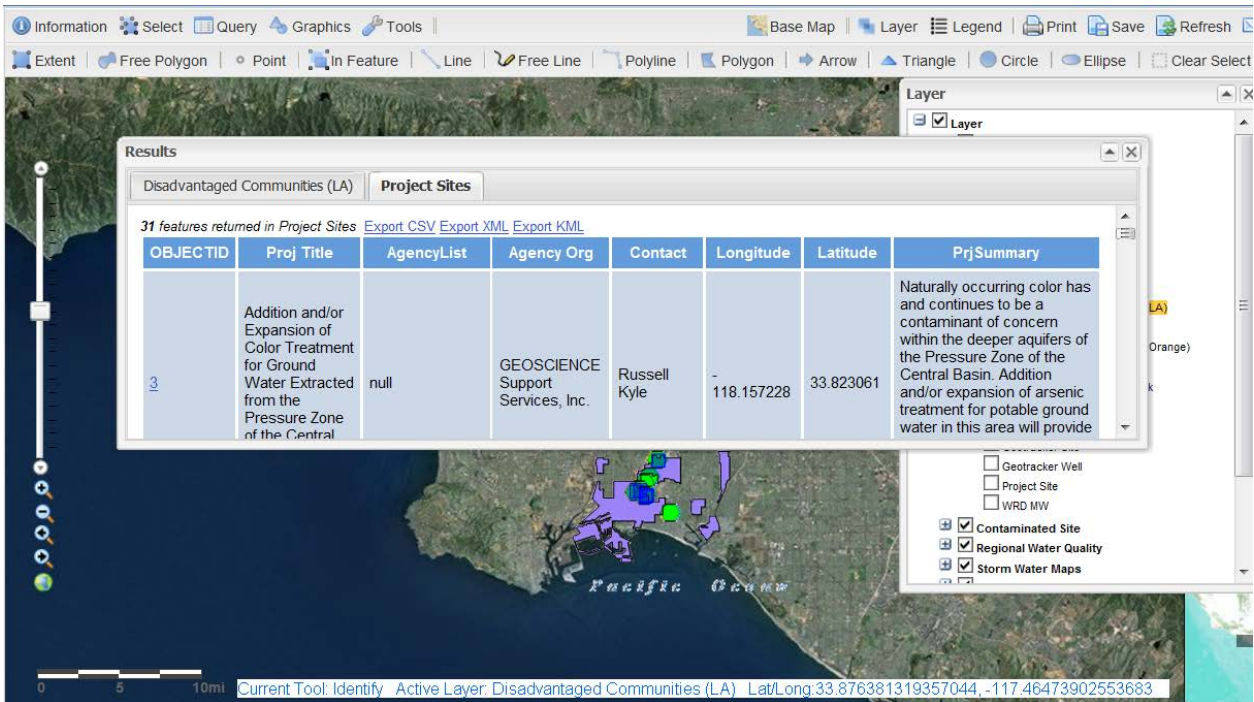 Information Select Query Graphics Tools Base Map Layer Legend Print Save Refresh
Extent Free Polygon Point In Feature Line Free Line Polyline Polygon Arrow Triangle Circle Ellipse Clear Select
Layer
Layer
Results
Disadvantaged Communities (LA) Project Sites
31 features returned in Project Sites Export CSV Export XML Export KML
OBJECTID Proj Title AgencyList Agency Org Contact Longitude Latitude PrjSummary
3
Addition and/or
Expansion of
Color Treatment
for Ground
Water Extracted
from the
Pressure Zone
of the Central
null
GEOSCIENCE
Support
Services, Inc.
Russell
Kyle
-
118.157228
33.823061
Naturally occurring color has
and continues to be a
contaminant of concern
within the deeper aquifers of
the Pressure Zone of the
Central Basin. Addition
and/or expansion of arsenic
treatment for potable ground
water in this area will provide
LA)
Orange)
k
Geotracker Well
Project Site
WRD MW
Contaminated Site
Regional Water Quality
Storm Water Maps
Pacific Ocean
0 5 10mi
Current Tool: Identify Active Layer: Disadvantaged Communities (LA) Lat/Long:33.876381319357044, -117.46473902553683